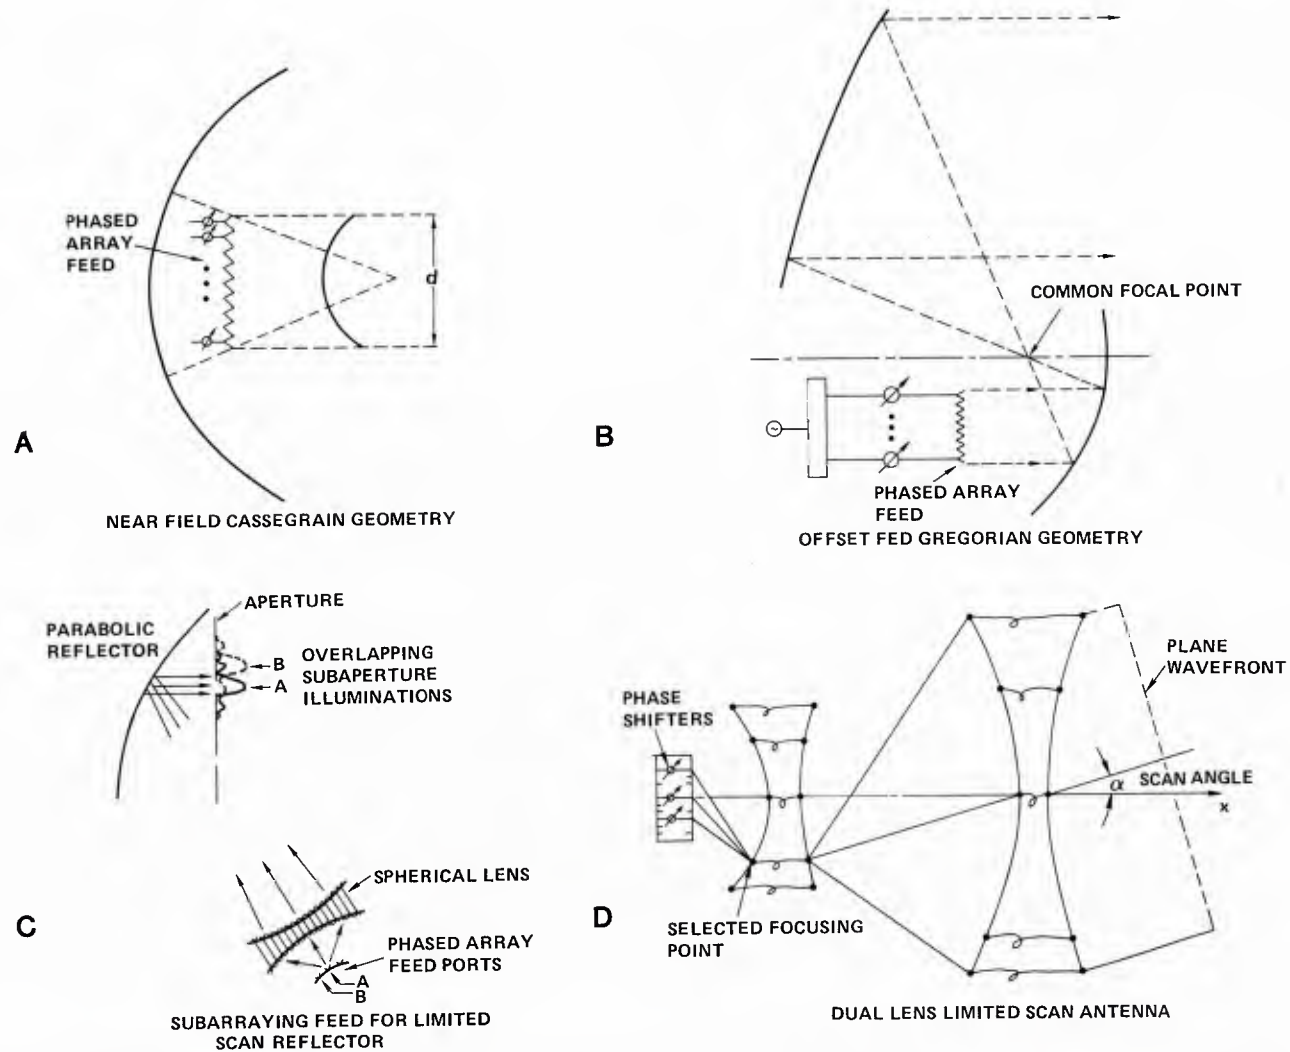 PHASED
ARRAY
FEED
d
A
NEAR FIELD CASSEGRAIN GEOMETRY
COMMON FOCAL POINT
B
PHASED ARRAY
FEED
OFFSET FED GREGORIAN GEOMETRY
APERTURE
PARABOLIC
REFLECTOR
B
A
OVERLAPPING
SUBAPERTURE
ILLUMINATIONS
SPHERICAL LENS
C
PHASED ARRAY
FEED PORTS
A
B
SUBARRAYING FEED FOR LIMITED
SCAN REFLECTOR
PLANE
WAVEFRONT
PHASE
SHIFTERS
α
SCAN ANGLE
x
D
SELECTED FOCUSING
POINT
DUAL LENS LIMITED SCAN ANTENNA